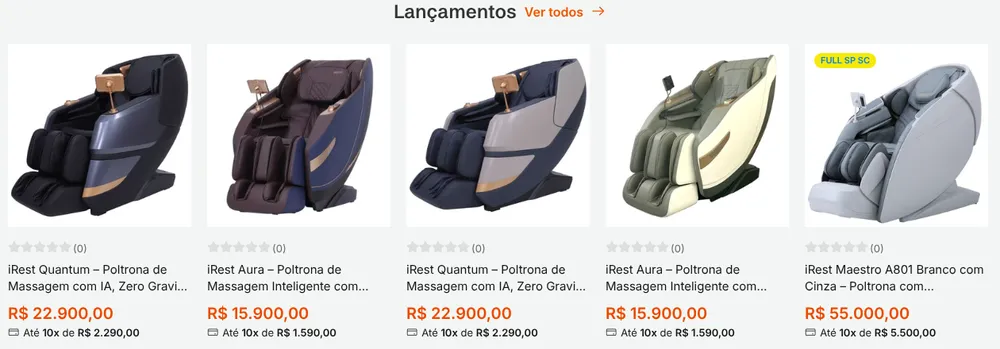 Lançamentos Ver todos
FULL SP SC
(0)
iRest Quantum – Poltrona de
Massagem com IA, Zero Gravi...
R$ 22.900,00
Até 10x de R$ 2.290,00
(0)
iRest Aura – Poltrona de
Massagem Inteligente com...
R$ 15.900,00
Até 10x de R$ 1.590,00
(0)
iRest Quantum – Poltrona de
Massagem com IA, Zero Gravi...
R$ 22.900,00
Até 10x de R$ 2.290,00
(0)
iRest Aura – Poltrona de
Massagem Inteligente com...
R$ 15.900,00
Até 10x de R$ 1.590,00
(0)
iRest Maestro A801 Branco com
Cinza – Poltrona com...
R$ 55.000,00
Até 10x de R$ 5.500,00